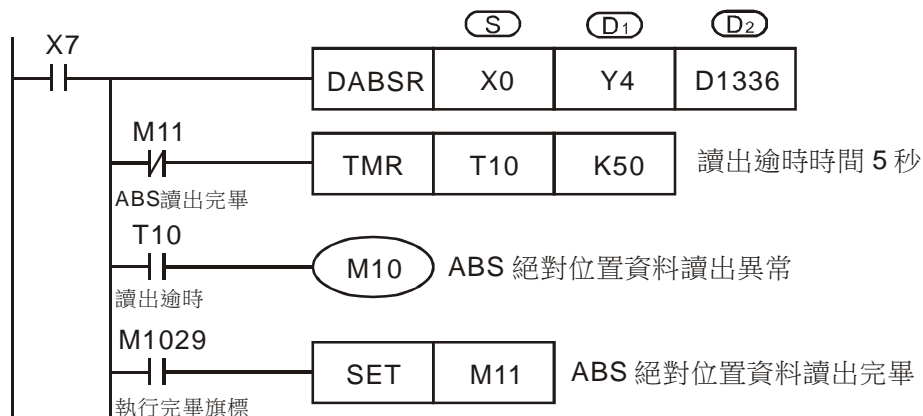 S D1 D2
X7
DABSR X0 Y4 D1336
M11
TMR T10 K50 讀出逾時時間 5 秒
ABS讀出完畢
T10
M10 ABS 絕對位置資料讀出異常
讀出逾時
M1029
SET M11 ABS 絕對位置資料讀出完畢
執行完畢旗標